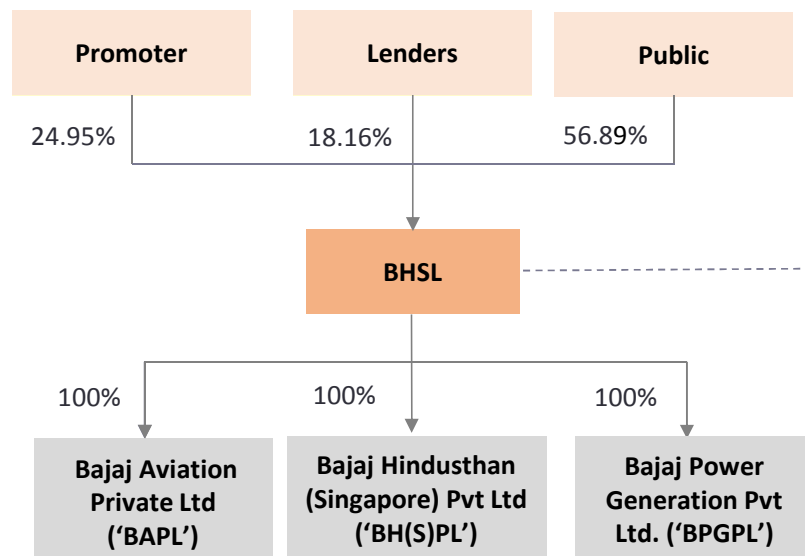 Promoter
Lenders
Public
24.95%
18.16%
56.89%
BHSL
100%
100%
100%
Bajaj Aviation
Private Ltd
(‘BAPL’)
Bajaj Hindusthan
(Singapore) Pvt Ltd
(‘BH(S)PL’)
Bajaj Power
Generation Pvt
Ltd. (‘BPGPL’)